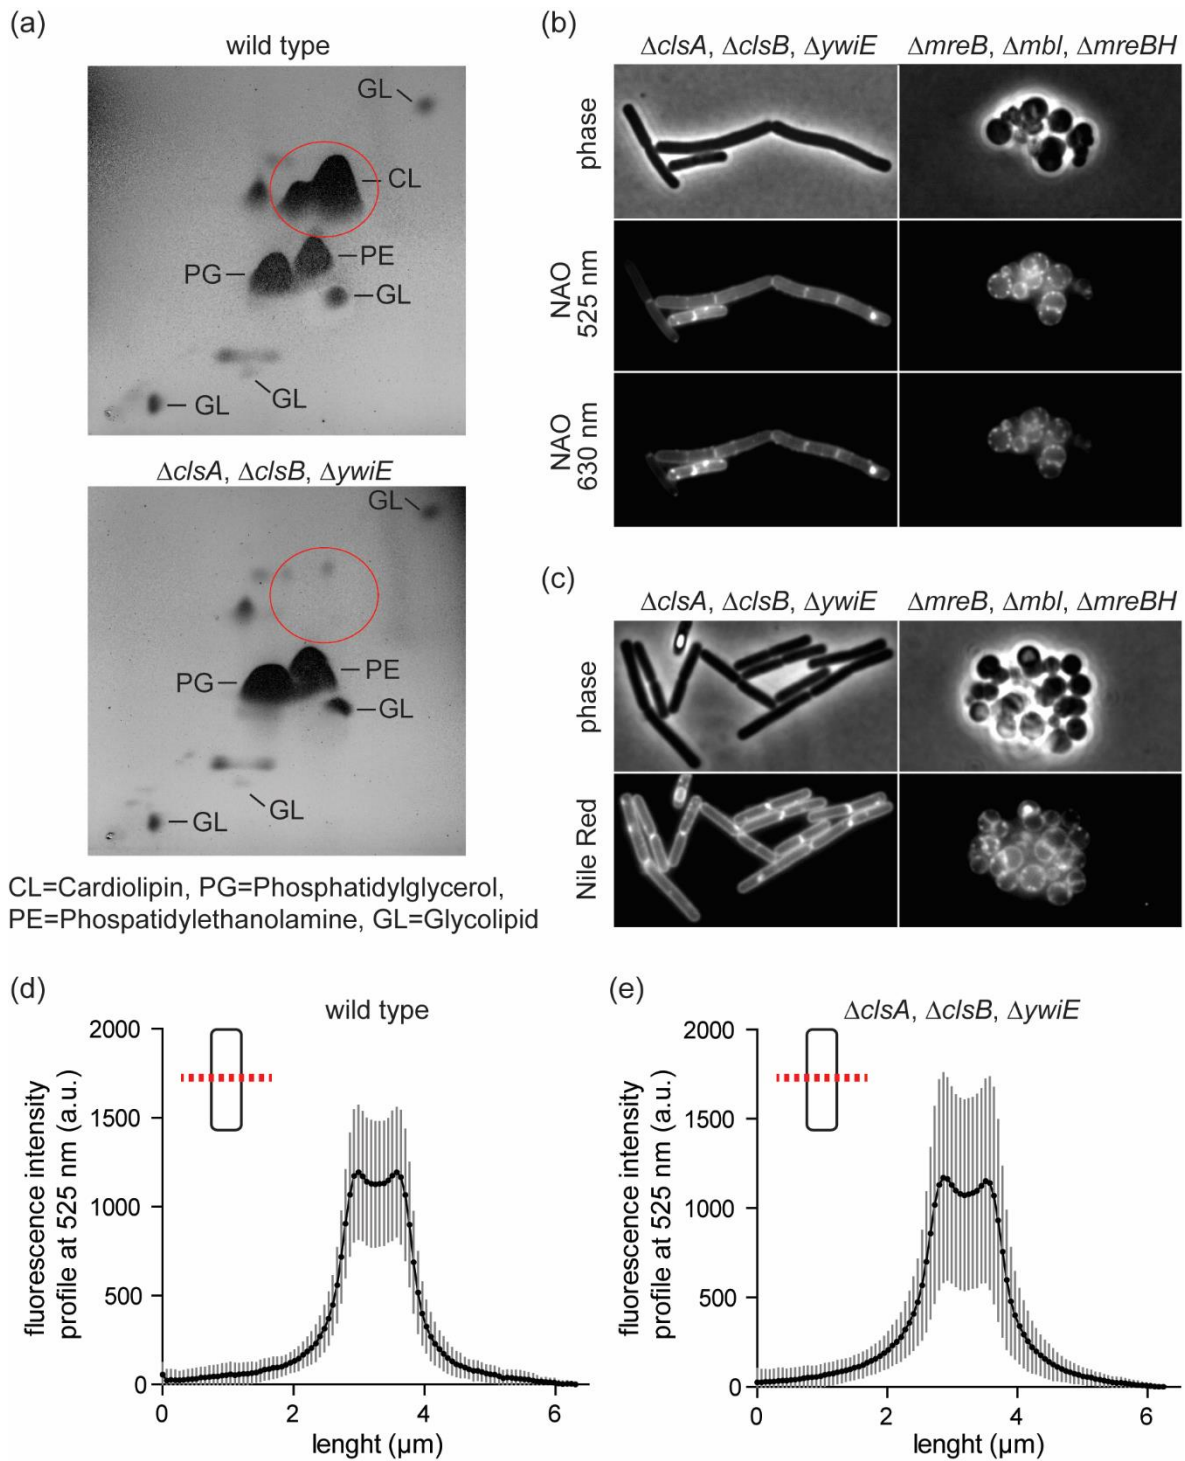 (a)
wild type
GL
CL
PE
PG
GL
GL
GL
ΔclsA, ΔclsB, ΔywiE
GL
PE
PG
GL
GL
GL
CL=Cardiolipin, PG=Phosphatidylglycerol,
PE=Phospatidylethanolamine, GL=Glycolipid
(b)
ΔclsA, ΔclsB, ΔywiE
ΔmreB, Δmbl, ΔmreBH
phase
NAO
525 nm
NAO
630 nm
(c)
ΔclsA, ΔclsB, ΔywiE
ΔmreB, Δmbl, ΔmreBH
phase
Nile Red
(d)
wild type
fluorescence intensity
profile at 525 nm (a.u.)
2000
1500
1000
500
0
0 2 4 6
lenght (µm)
(e)
ΔclsA, ΔclsB, ΔywiE
fluorescence intensity
profile at 525 nm (a.u.)
2000
1500
1000
500
0
0 2 4 6
lenght (µm)